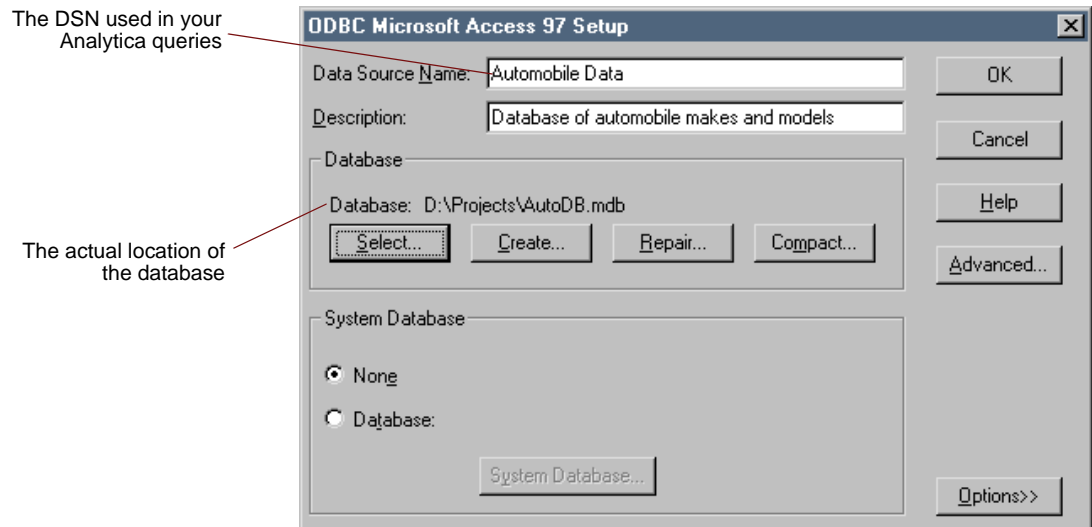 The DSN used in your
Analytica queries
ODBC Microsoft Access 97 Setup
Data Source Name: Automobile Data
OK
Description: Database of automobile makes and models
Cancel
Database
Database: D:\Projects\AutoDB.mdb
Help
The actual location of
the database
Select... Create... Repair... Compact...
Advanced...
System Database
None
Database:
System Database...
Options>>